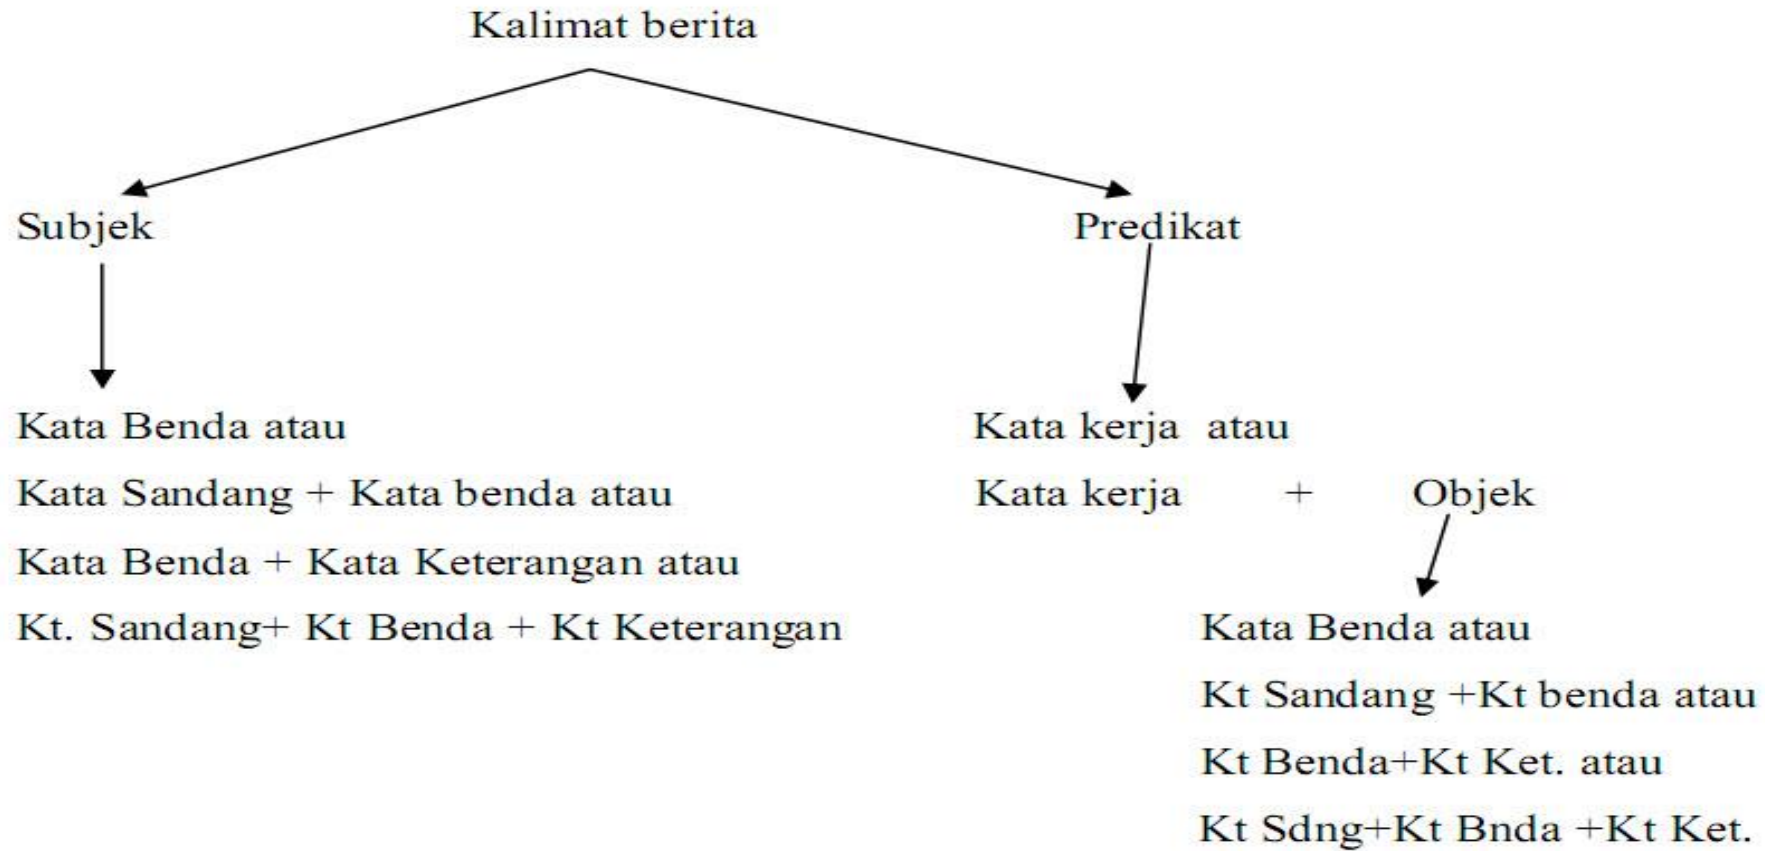 Kalimat berita
Subjek
Predikat
Kata Benda atau
Kata Sandang + Kata benda atau
Kata Benda + Kata Keterangan atau
Kt. Sandang+ Kt Benda + Kt Keterangan
Kata kerja atau
Kata kerja + Objek
Kata Benda atau
Kt Sandang +Kt benda atau
Kt Benda+Kt Ket. atau
Kt Sdng+Kt Bnda +Kt Ket.